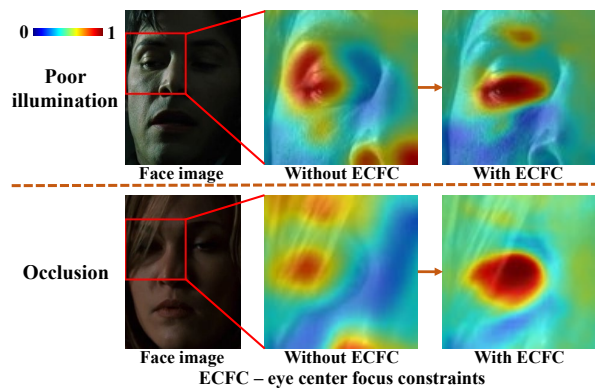 0 1
Poor
illumination
Face image Without ECFC With ECFC
Occlusion
Face image Without ECFC With ECFC
ECFC – eye center focus constraints